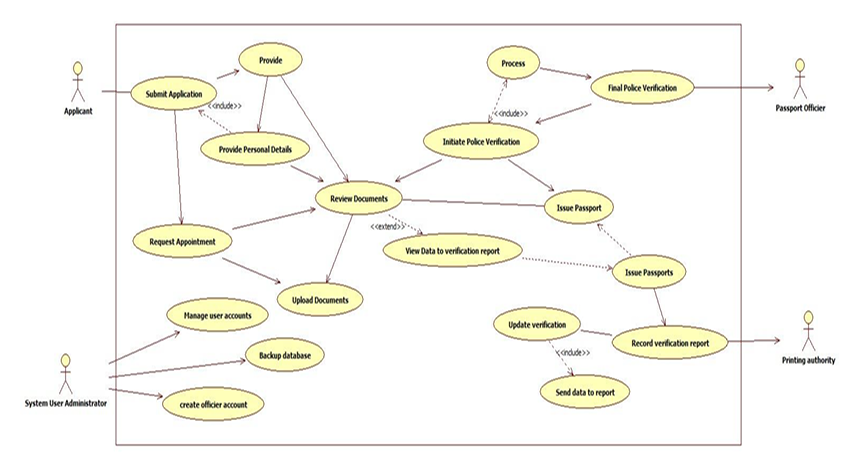 Provide
Process
Submit Application
Final Police Verification
Applicant
Passport Officier
<<include>>
<<include>>
Provide Personal Details
Initiate Police Verification
Review Documents
Issue Passport
<<extend>>
Request Appointment
View Data to verification report
Issue Passports
Upload Documents
Manage user accounts
Update verification
Record verification report
Backup database
<<include>>
Printing authority
Send data to report
System User Administrator
create officier account